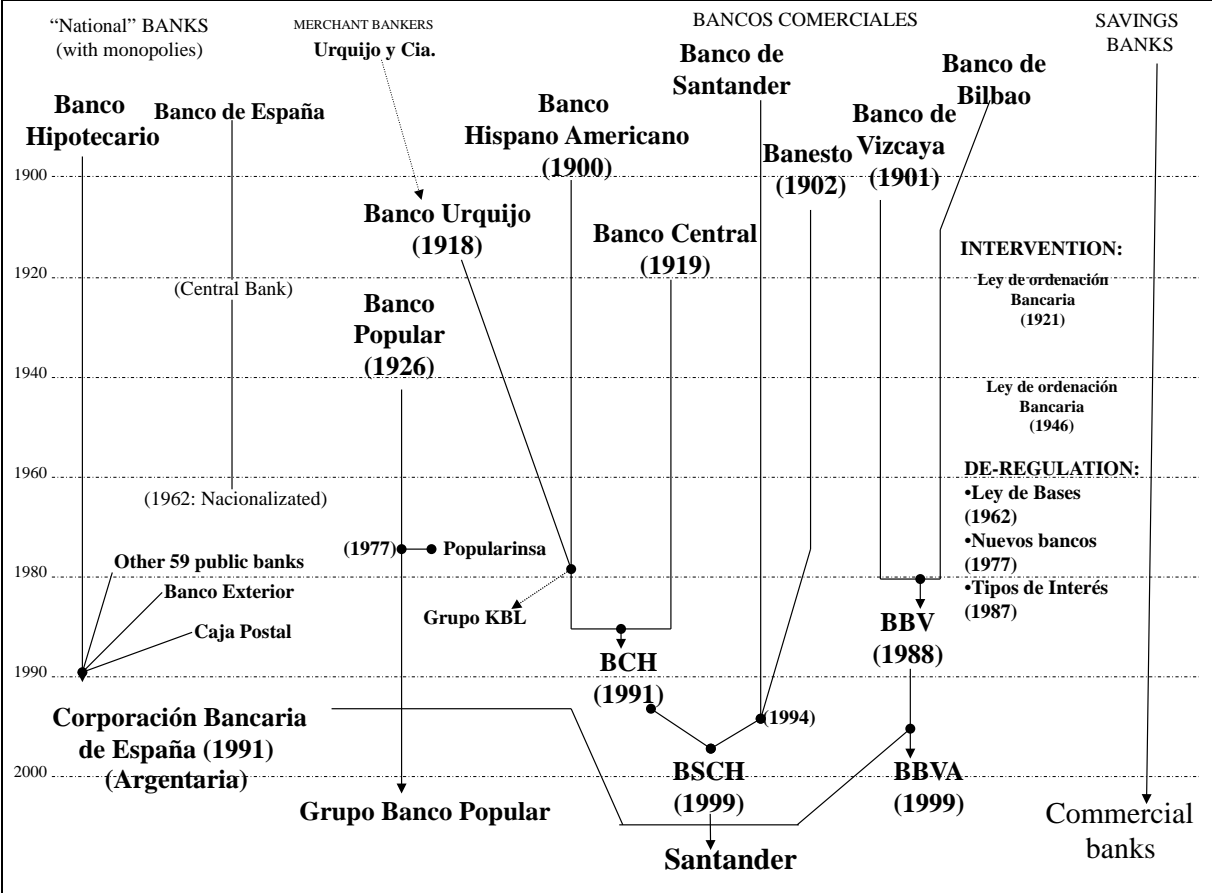 “National” BANKS
(with monopolies)
MERCHANT BANKERS
Urquijo y Cia.
BANCOS COMERCIALES
SAVINGS
BANKS
Banco
Hipotecario
Banco de España
Banco
Hispano Americano
(1900)
Banco de
Santander
Banesto
(1902)
Banco de
Vizcaya
(1901)
Banco de
Bilbao
1900
Banco Urquijo
(1918)
Banco Central
(1919)
INTERVENTION:
1920
(Central Bank)
Ley de ordenación
Bancaria
(1921)
Banco
Popular
(1926)
1940
Ley de ordenación
Bancaria
(1946)
1960
(1962: Nacionalizated)
DE-REGULATION:
•Ley de Bases
(1962)
•Nuevos bancos
(1977)
•Tipos de Interés
(1987)
(1977)
Popularinsa
Other 59 public banks
1980
Banco Exterior
Caja Postal
Grupo KBL
BCH
(1991)
BBV
(1988)
1990
Corporación Bancaria
de España (1991)
(Argentaria)
(1994)
2000
BSCH
(1999)
BBVA
(1999)
Grupo Banco Popular
Santander
Commercial
banks